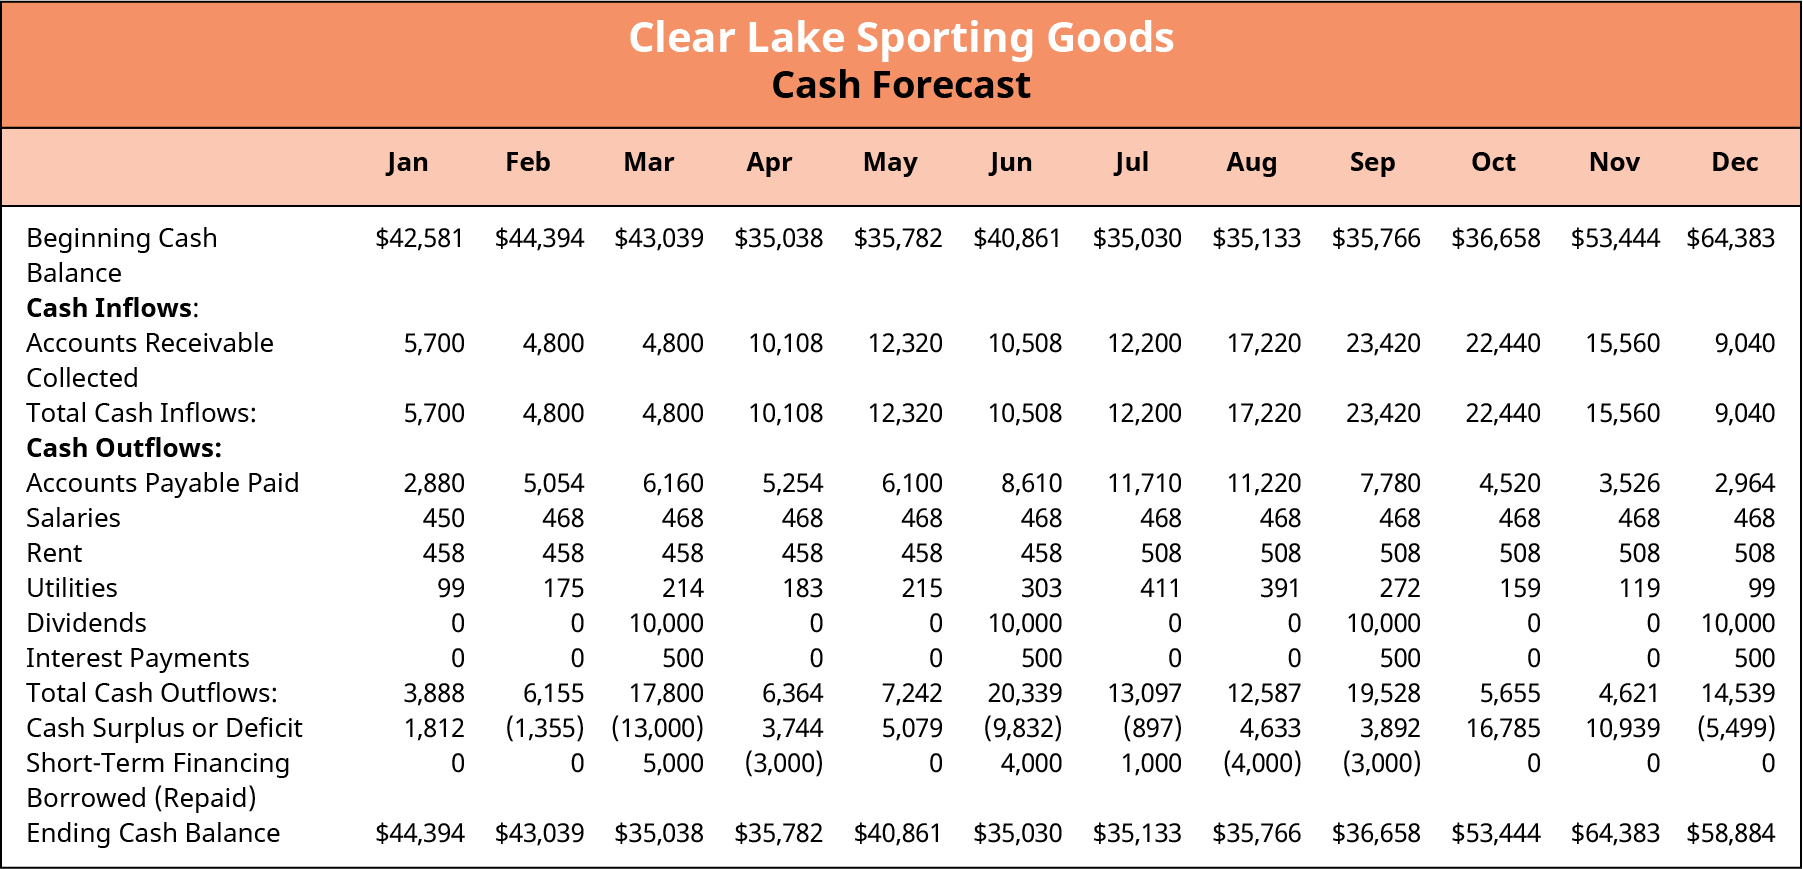 Clear Lake Sporting Goods
Cash Forecast
Jan Feb Mar Apr May Jun Jul Aug Sep Oct Nov Dec
Beginning Cash $42,581 $44,394 $43,039 $35,038 $35,782 $40,861 $35,030 $35,133 $35,766 $36,658 $53,444 $64,383
Balance
Cash Inflows:
Accounts Receivable 5,700 4,800 4,800 10,108 12,320 10,508 12,200 17,220 23,420 22,440 15,560 9,040
Collected
Total Cash Inflows: 5,700 4,800 4,800 10,108 12,320 10,508 12,200 17,220 23,420 22,440 15,560 9,040
Cash Outflows:
Accounts Payable Paid 2,880 5,054 6,160 5,254 6,100 8,610 11,710 11,220 7,780 4,520 3,526 2,964
Salaries 450 468 468 468 468 468 468 468 468 468 468 468
Rent 458 458 458 458 458 458 508 508 508 508 508 508
Utilities 99 175 214 183 215 303 411 391 272 159 119 99
Dividends 0 0 10,000 0 0 10,000 0 0 10,000 0 0 10,000
Interest Payments 0 0 500 0 0 500 0 0 500 0 0 500
Total Cash Outflows: 3,888 6,155 17,800 6,364 7,242 20,339 13,097 12,587 19,528 5,655 4,621 14,539
Cash Surplus or Deficit 1,812 (1,355) (13,000) 3,744 5,079 (9,832) (897) 4,633 3,892 16,785 10,939 (5,499)
Short-Term Financing 0 0 5,000 (3,000) 0 4,000 1,000 (4,000) (3,000) 0 0 0
Borrowed (Repaid)
Ending Cash Balance $44,394 $43,039 $35,038 $35,782 $40,861 $35,030 $35,133 $35,766 $36,658 $53,444 $64,383 $58,884